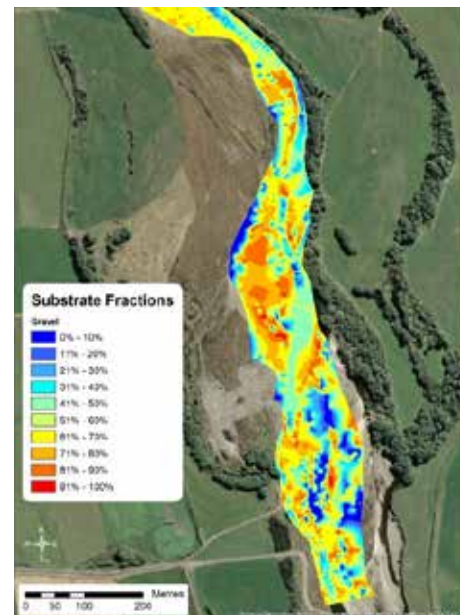 Substrate Fractions
Gravel
0% - 10%
11% - 20%
21% - 30%
31% - 40%
41% - 50%
51% - 60%
61% - 70%
71% - 80%
81% - 90%
91% - 100%
N
Metres
0 50 100 200